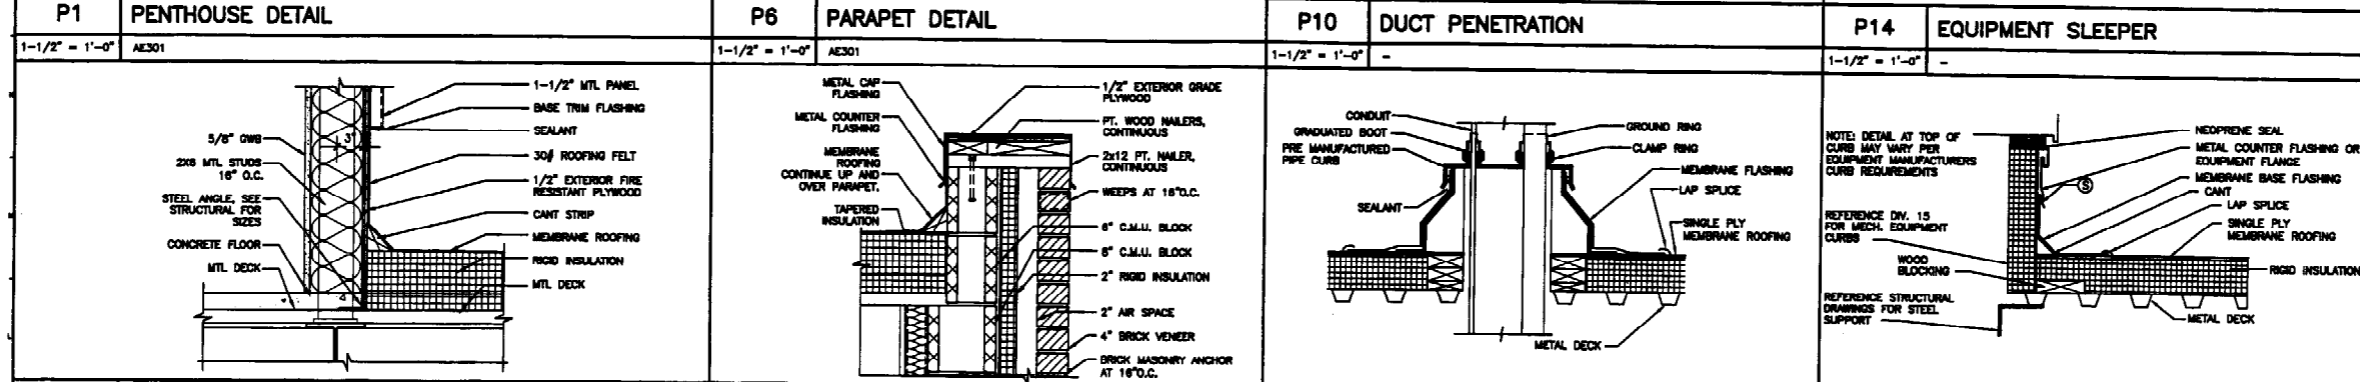 P1
PENTHOUSE DETAIL
1-1/2" = 1'-0"
AE301
1-1/2" MTL PANEL
BASE TRIM FLASHING
SEALANT
3"
5/8" GWB
2X6 MTL STUDS
16" O.C.
30# ROOFING FELT
1/2" EXTERIOR FIRE
RESISTANT PLYWOOD
STEEL ANGLE, SEE
STRUCTURAL FOR
SIZES
CANT STRIP
CONCRETE FLOOR
MEMBRANE ROOFING
MTL DECK
RIGID INSULATION
MTL DECK
P6
PARAPET DETAIL
1-1/2" = 1'-0"
AE301
METAL CAP
FLASHING
METAL COUNTER
FLASHING
MEMBRANE
ROOFING
CONTINUE UP AND
OVER PARAPET.
TAPERED
INSULATION
1/2" EXTERIOR GRADE
PLYWOOD
PT. WOOD NAILERS,
CONTINUOUS
2x12 PT. NAILER,
CONTINUOUS
WEEPS AT 16"O.C.
6" C.M.U. BLOCK
8" C.M.U. BLOCK
2" RIGID INSULATION
2" AIR SPACE
4" BRICK VENEER
BRICK MASONRY ANCHOR
AT 16"O.C.
P10
DUCT PENETRATION
1-1/2" = 1'-0"
-
CONDUIT
GRADUATED BOOT
PRE MANUFACTURED
PIPE CURB
SEALANT
GROUND RING
CLAMP RING
MEMBRANE FLASHING
LAP SPLICE
SINGLE PLY
MEMBRANE ROOFING
METAL DECK
P14
EQUIPMENT SLEEPER
1-1/2" = 1'-0"
-
NOTE: DETAIL AT TOP OF
CURB MAY VARY PER
EQUIPMENT MANUFACTURERS
CURB REQUIREMENTS
REFERENCE DIV. 15
FOR MECH. EQUIPMENT
CURBS
WOOD
BLOCKING
REFERENCE STRUCTURAL
DRAWINGS FOR STEEL
SUPPORT
NEOPRENE SEAL
METAL COUNTER FLASHING OR
EQUIPMENT FLANGE
S
MEMBRANE BASE FLASHING
CANT
LAP SPLICE
SINGLE PLY
MEMBRANE ROOFING
RIGID INSULATION
METAL DECK